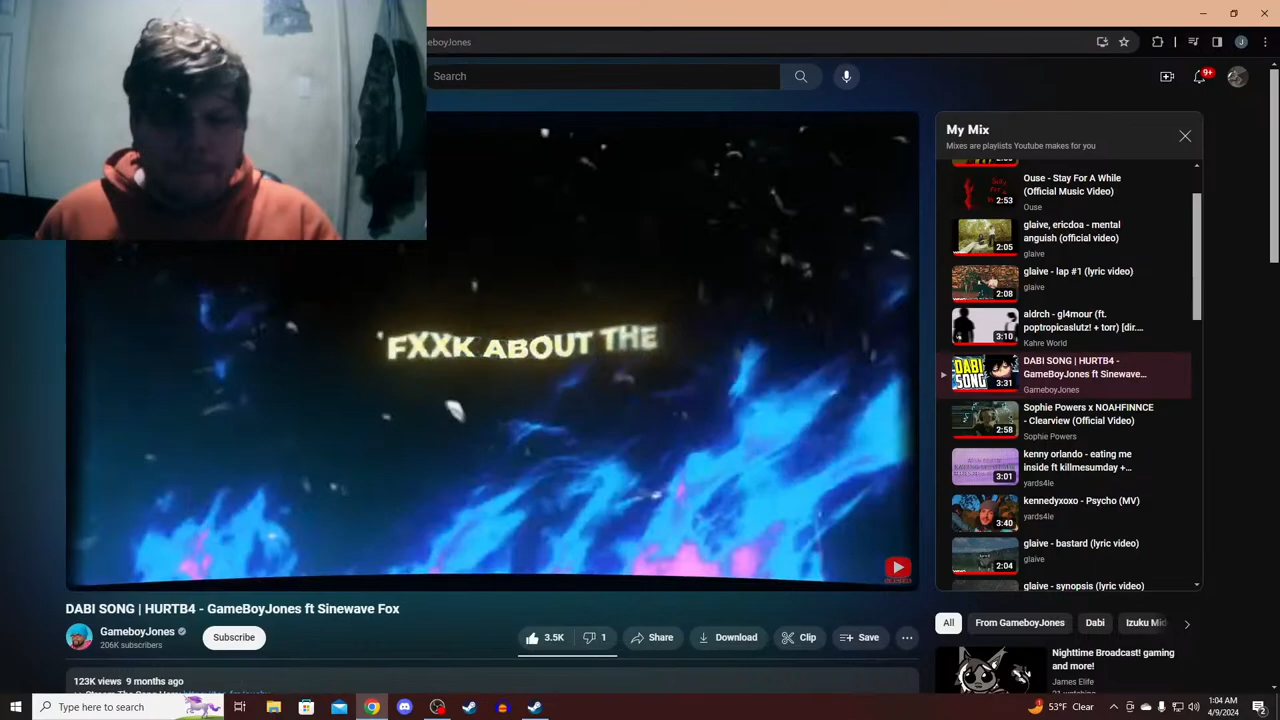 eboyJones
Search
9+
J
My Mix
Mixes are playlists Youtube makes for you
Ouse - Stay For A While
(Official Music Video)
Ouse
2:53
glaive, ericdoa - mental
anguish (official video)
glaive
2:05
glaive - lap #1 (lyric video)
glaive
2:08
aldrch - gl4mour (ft.
poptropicaslutz! + torr) [dir....
Kahre World
3:10
DABI SONG | HURTB4 -
GameBoyJones ft Sinewave...
GameboyJones
DABI
SONG
3:31
Sophie Powers x NOAHFINNCE
- Clearview (Official Video)
Sophie Powers
2:58
kenny orlando - eating me
inside ft killmesumday +...
yards4le
3:01
kennedyxoxo - Psycho (MV)
yards4le
3:40
glaive - bastard (lyric video)
glaive
2:04
glaive - synopsis (lyric video)
' FXXK ABOUT THE
DABI SONG | HURTB4 - GameBoyJones ft Sinewave Fox
GameboyJones
206K subscribers
Subscribe
3.5K
1
Share
Download
Clip
Save
123K views 9 months ago
All
From GameboyJones
Dabi
Izuku Mid
Nighttime Broadcast! gaming
and more!
James Elife
Type here to search
53°F Clear
1:04 AM
4/9/2024
2